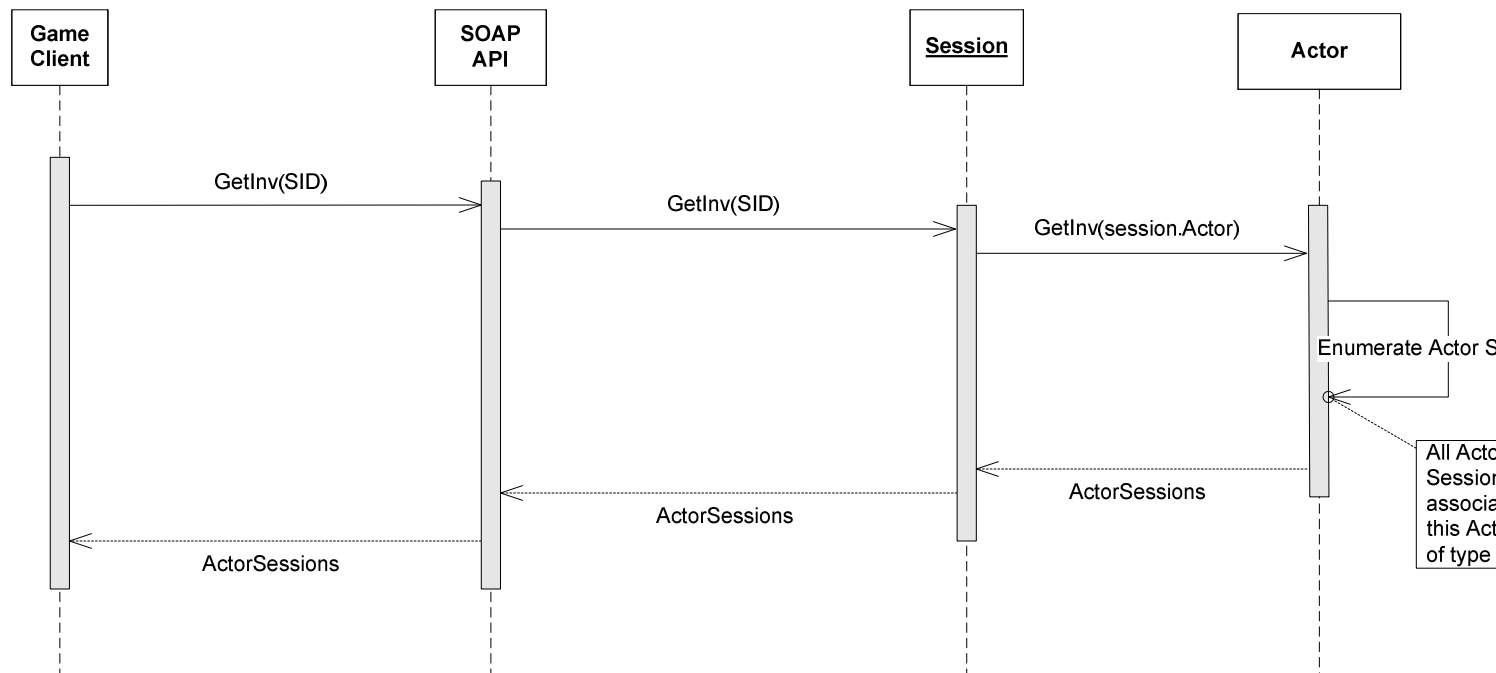 Game
Client
SOAP
API
Session
Actor
GetInv(SID)
GetInv(SID)
GetInv(session.Actor)
Enumerate Actor S
All Acto
Session
associa
this Act
of type
ActorSessions
ActorSessions
ActorSessions